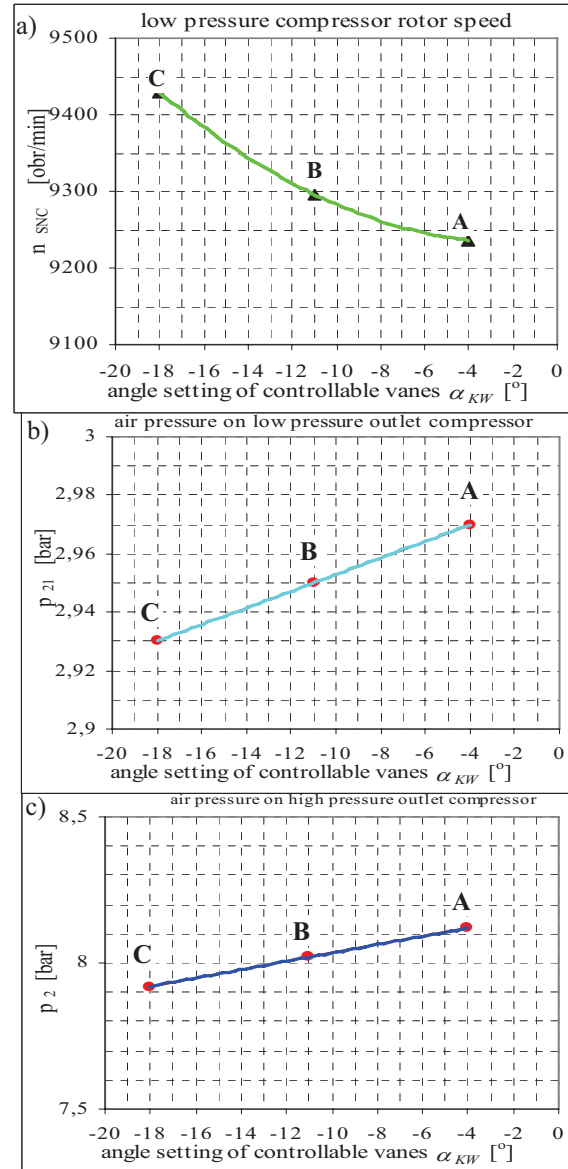 a)
low pressure compressor rotor speed
9500
9400
9300
9200
9100
n SNC [obr/min]
C
B
A
-20 -18 -16 -14 -12 -10 -8 -6 -4 -2 0
angle setting of controllable vanes α KW [°]
b)
air pressure on low pressure outlet compressor
3
2,98
2,96
2,94
2,92
2,9
p 21 [bar]
A
B
C
-20 -18 -16 -14 -12 -10 -8 -6 -4 -2 0
angle setting of controllable vanes α KW [°]
c)
air pressure on high pressure outlet compressor
8,5
8
7,5
p 2 [bar]
A
B
C
-20 -18 -16 -14 -12 -10 -8 -6 -4 -2 0
angle setting of controllable vanes α KW [°]